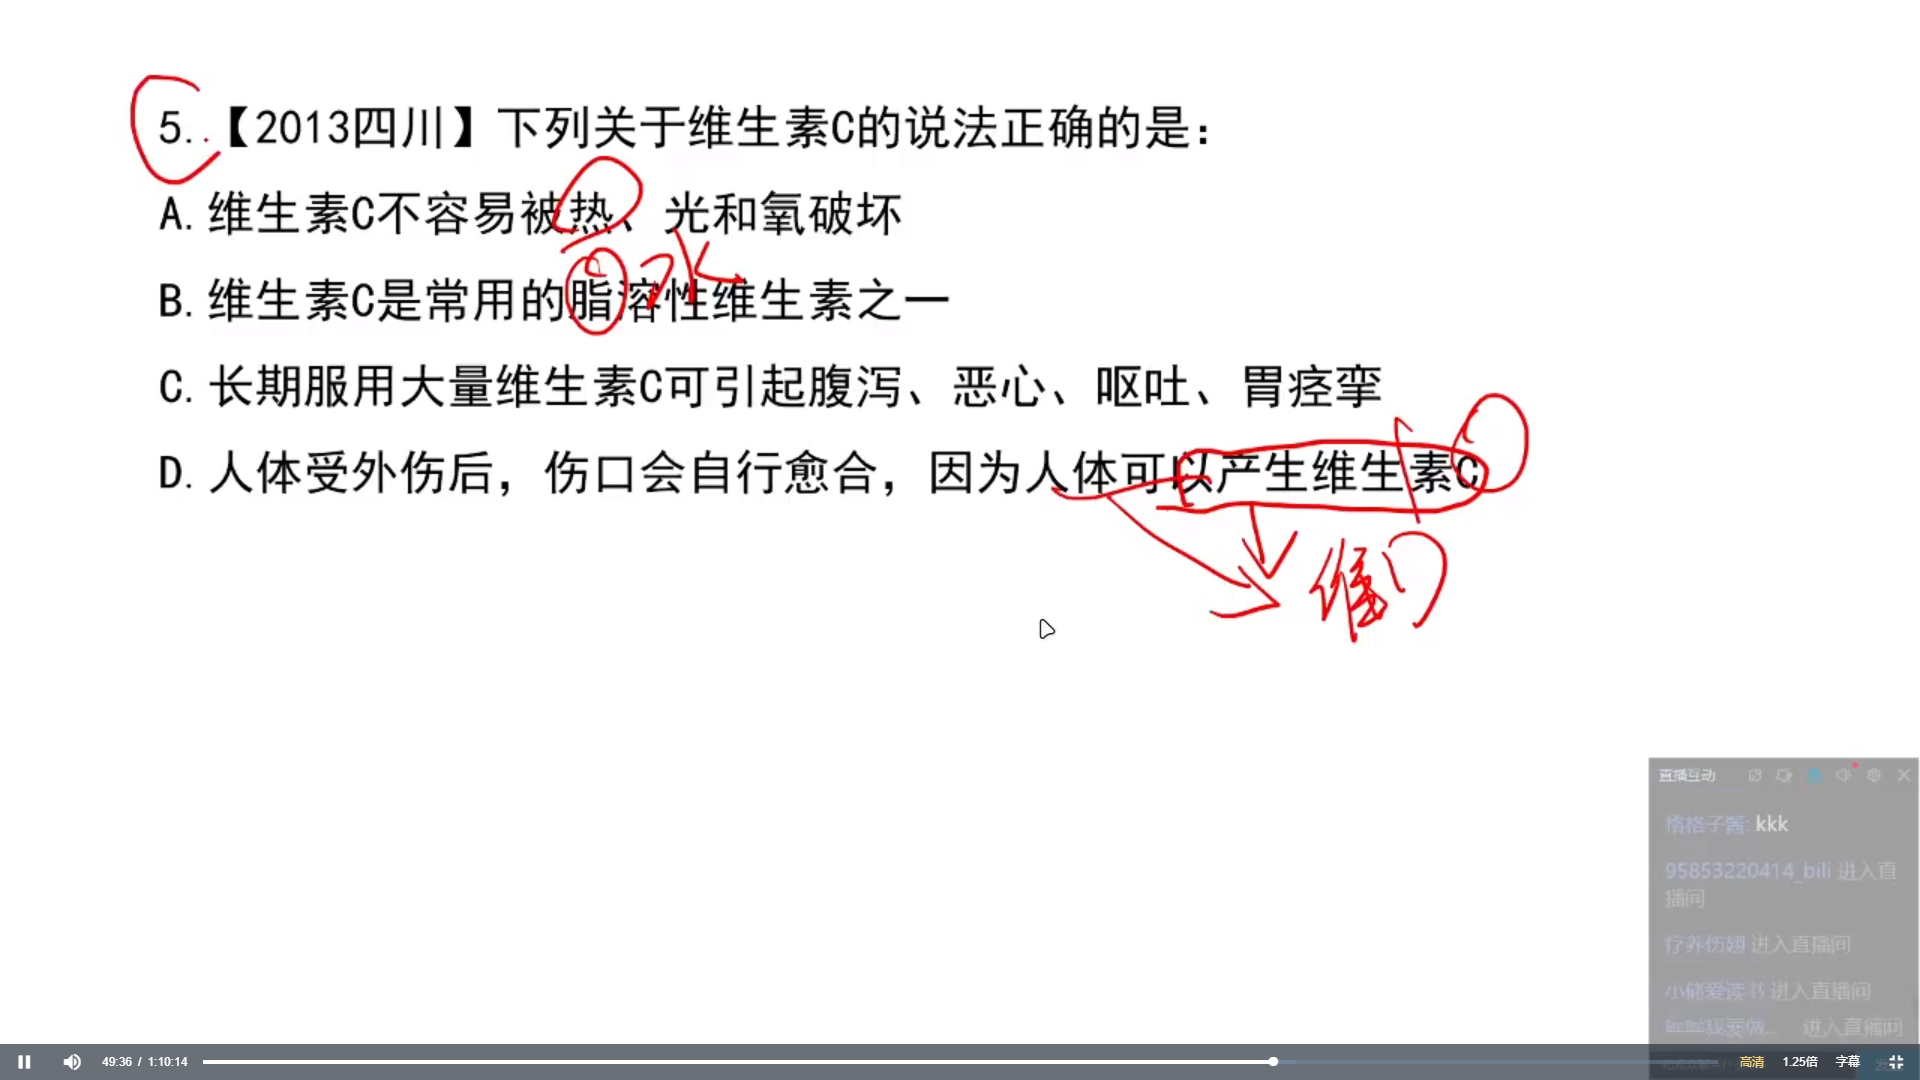 5.【2013四川】下列关于维生素C的说法正确的是：
A. 维生素C不容易被热、光和氧破坏
水
B. 维生素C是常用的脂溶性维生素之一
C. 长期服用大量维生素C可引起腹泻、恶心、呕吐、胃痉挛
D. 人体受外伤后，伤口会自行愈合，因为人体可以产生维生素C
维D
直播互动
格格子酱: kkk
95853220414_bili 进入直
播间
疗养伤翅 进入直播间
小储爱读书 进入直播间
进入直播间
49:36 / 1:10:14
高清
1.25倍
字幕